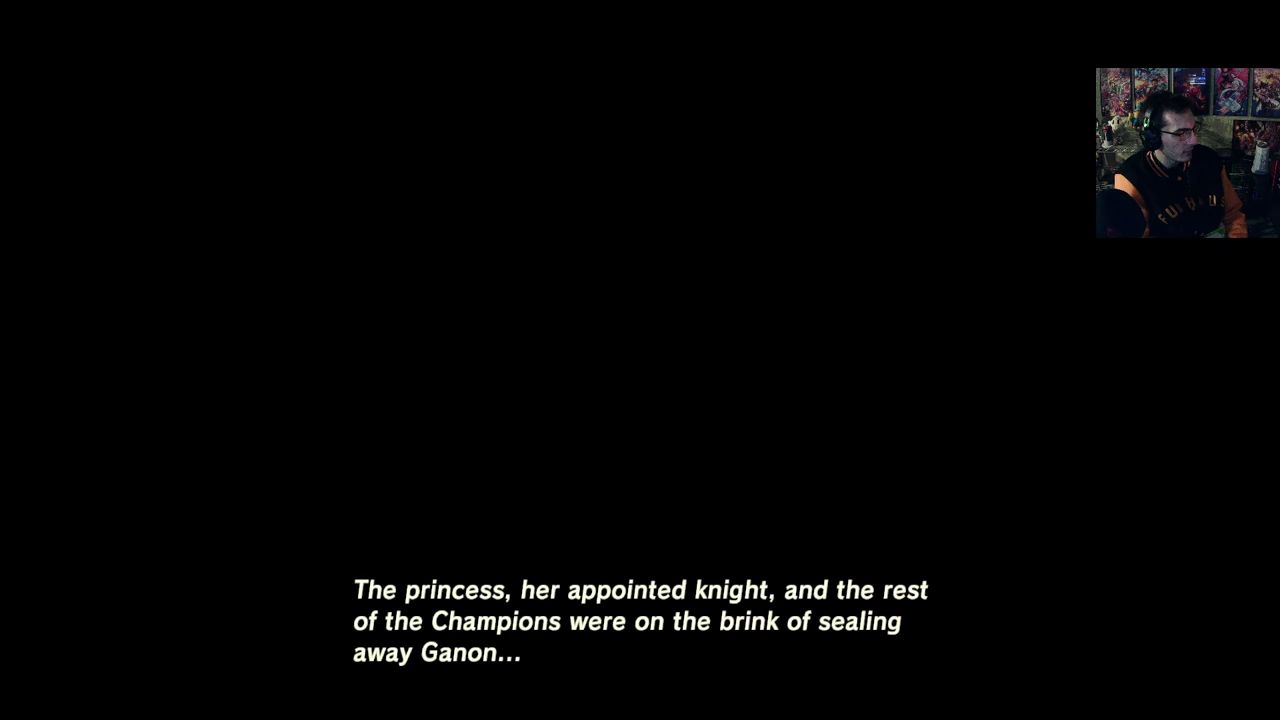 The princess, her appointed knight, and the rest
of the Champions were on the brink of sealing
away Ganon...